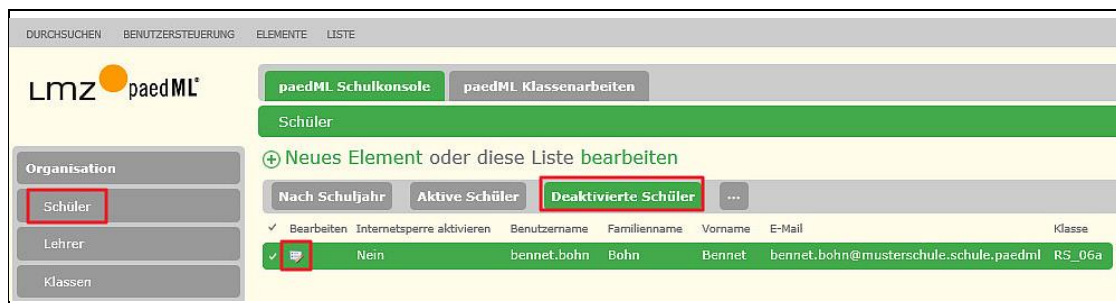 DURCHSUCHEN BENUTZERSTEUERUNG ELEMENTE LISTE
Lmz paedML®
paedML Schulkonsole paedML Klassenarbeiten
Schüler
Neues Element oder diese Liste bearbeiten
Organisation
Schüler
Lehrer
Klassen
Nach Schuljahr Aktive Schüler Deaktivierte Schüler ...
Bearbeiten Internetsperre aktivieren Benutzername Familienname Vorname E-Mail Klasse
Nein bennet.bohn Bohn Bennet bennet.bohn@musterschule.schule.paedml RS_06a